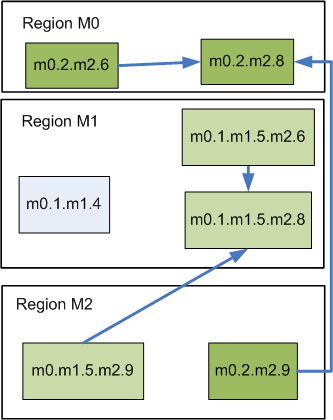 Region M0
m0.2.m2.6
m0.2.m2.8
Region M1
m0.1.m1.5.m2.6
m0.1.m1.4
m0.1.m1.5.m2.8
Region M2
m0.m1.5.m2.9
m0.2.m2.9